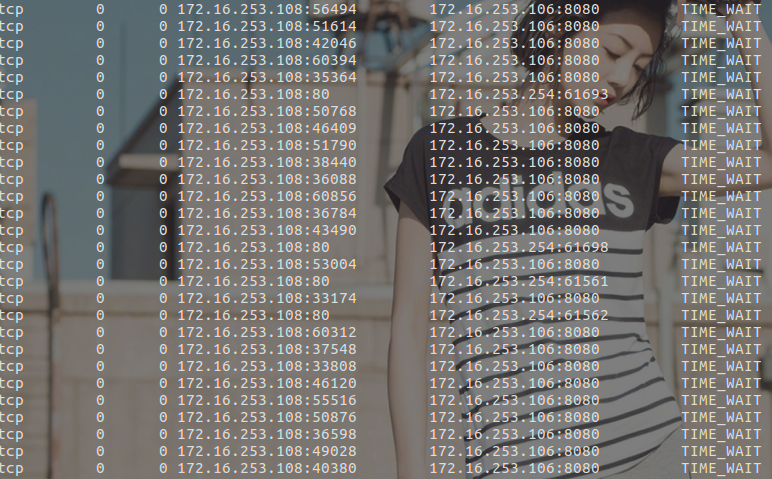 tcp 0 0 172.16.253.108:56494 172.16.253.106:8080 TIME_WAIT
tcp 0 0 172.16.253.108:51614 172.16.253.106:8080 TIME_WAIT
tcp 0 0 172.16.253.108:42046 172.16.253.106:8080 TIME_WAIT
tcp 0 0 172.16.253.108:60394 172.16.253.106:8080 TIME_WAIT
tcp 0 0 172.16.253.108:35364 172.16.253.106:8080 TIME_WAIT
tcp 0 0 172.16.253.108:80 172.16.253.254:61693 TIME_WAIT
tcp 0 0 172.16.253.108:50768 172.16.253.106:8080 TIME_WAIT
tcp 0 0 172.16.253.108:46409 172.16.253.106:8080 TIME_WAIT
tcp 0 0 172.16.253.108:51790 172.16.253.106:8080 TIME_WAIT
tcp 0 0 172.16.253.108:38440 172.16.253.106:8080 TIME_WAIT
tcp 0 0 172.16.253.108:36088 172.16.253.106:8080 TIME_WAIT
tcp 0 0 172.16.253.108:60856 172.16.253.106:8080 TIME_WAIT
tcp 0 0 172.16.253.108:36784 172.16.253.106:8080 TIME_WAIT
tcp 0 0 172.16.253.108:43490 172.16.253.106:8080 TIME_WAIT
tcp 0 0 172.16.253.108:80 172.16.253.254:61698 TIME_WAIT
tcp 0 0 172.16.253.108:53004 172.16.253.106:8080 TIME_WAIT
tcp 0 0 172.16.253.108:80 172.16.253.254:61561 TIME_WAIT
tcp 0 0 172.16.253.108:33174 172.16.253.106:8080 TIME_WAIT
tcp 0 0 172.16.253.108:80 172.16.253.254:61562 TIME_WAIT
tcp 0 0 172.16.253.108:60312 172.16.253.106:8080 TIME_WAIT
tcp 0 0 172.16.253.108:37548 172.16.253.106:8080 TIME_WAIT
tcp 0 0 172.16.253.108:33808 172.16.253.106:8080 TIME_WAIT
tcp 0 0 172.16.253.108:46120 172.16.253.106:8080 TIME_WAIT
tcp 0 0 172.16.253.108:55516 172.16.253.106:8080 TIME_WAIT
tcp 0 0 172.16.253.108:50876 172.16.253.106:8080 TIME_WAIT
tcp 0 0 172.16.253.108:36598 172.16.253.106:8080 TIME_WAIT
tcp 0 0 172.16.253.108:49028 172.16.253.106:8080 TIME_WAIT
tcp 0 0 172.16.253.108:40380 172.16.253.106:8080 TIME_WAIT
adidas